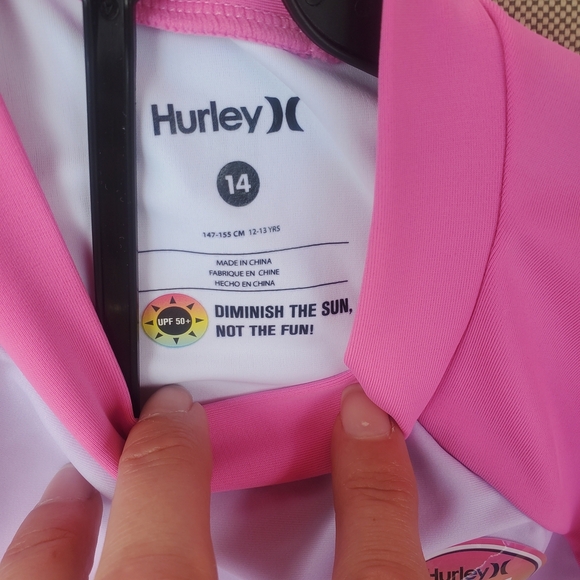 Hurley
14
147-155 CM 12-13 YRS
MADE IN CHINA
FABRIQUE EN CHINE
HECHO EN CHINA
UPF 50+
DIMINISH THE SUN,
NOT THE FUN!
Hurley